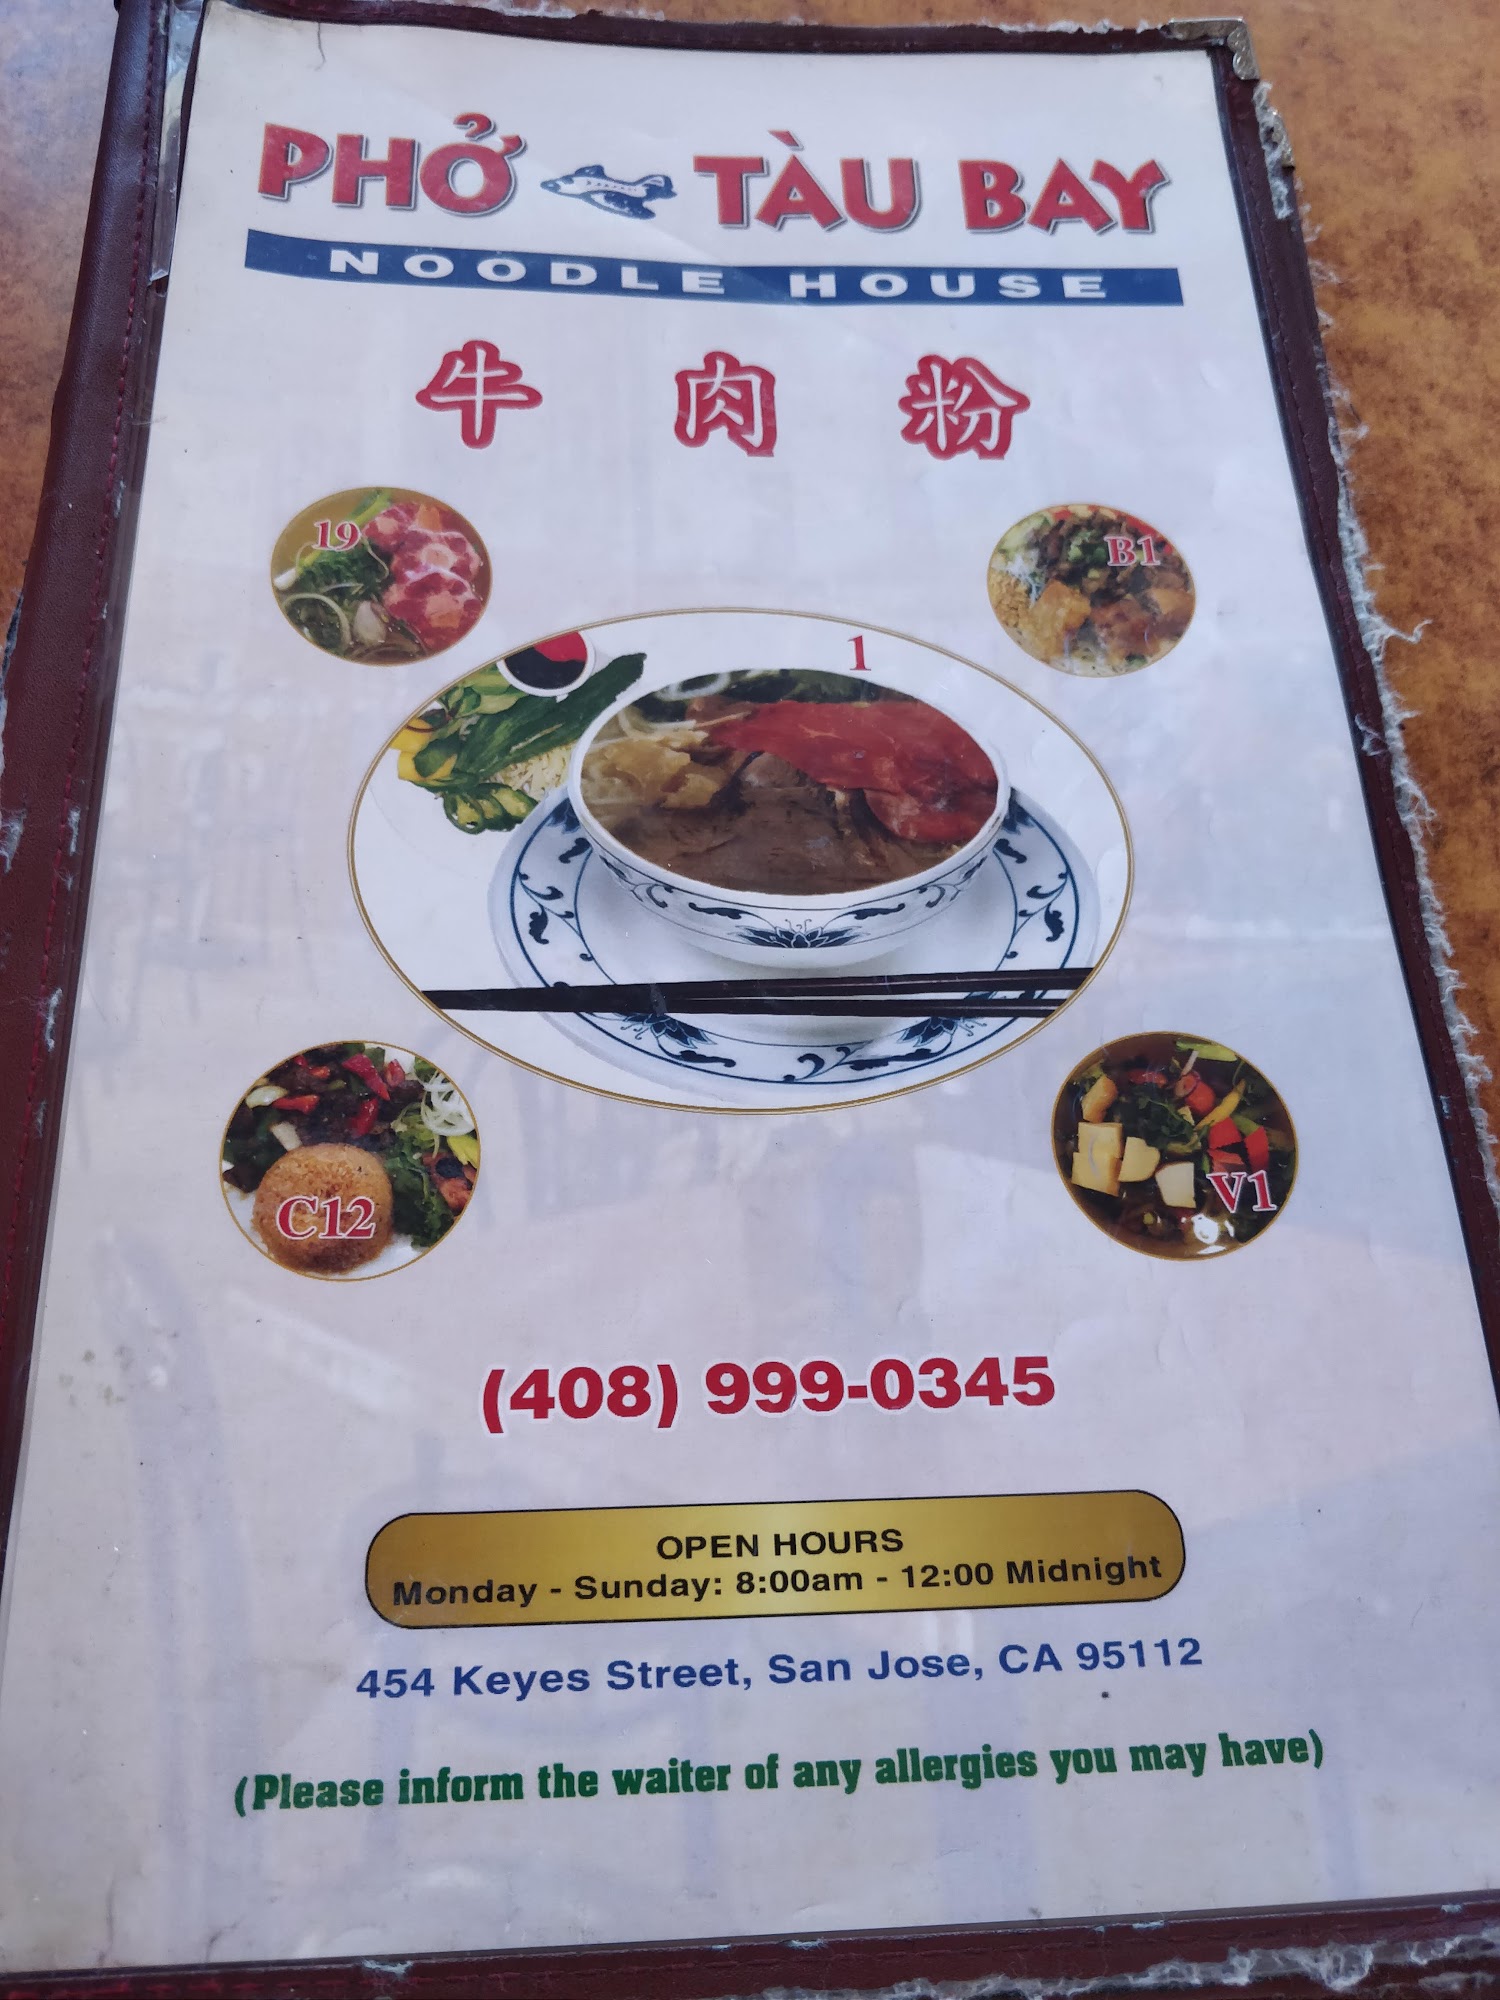 PHỞ TÀU BAY
NOODLE HOUSE
牛肉粉
19
B1
1
C12
V1
(408) 999-0345
OPEN HOURS
Monday - Sunday: 8:00am - 12:00 Midnight
454 Keyes Street, San Jose, CA 95112
(Please inform the waiter of any allergies you may have)